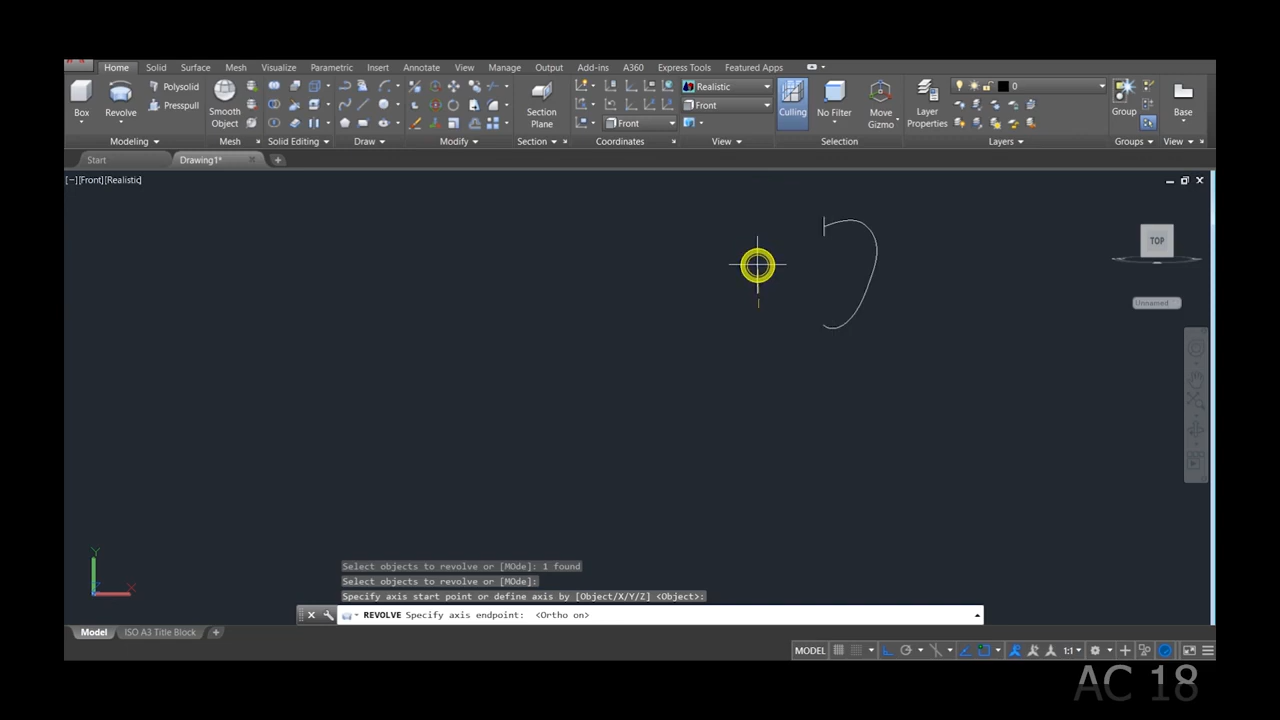 Home Solid Surface Mesh Visualize Parametric Insert Annotate View Manage Output Add-ins A360 Express Tools Featured Apps
Polysolid
Presspull
Box
Revolve
Smooth
Object
Section
Plane
Front
Realistic
Front
Culling
No Filter
Move
Gizmo
Layer
Properties
0
Group
Base
Modeling Mesh Solid Editing Draw Modify Section Coordinates View Selection Layers Groups View
Start Drawing1*
[−][Front][Realistic]
TOP
Unnamed
Y
X
Select objects to revolve or [MOde]: 1 found
Select objects to revolve or [MOde]:
Specify axis start point or define axis by [Object/X/Y/Z] <Object>:
REVOLVE Specify axis endpoint: <Ortho on>
Model ISO A3 Title Block
MODEL 1:1
AC 18